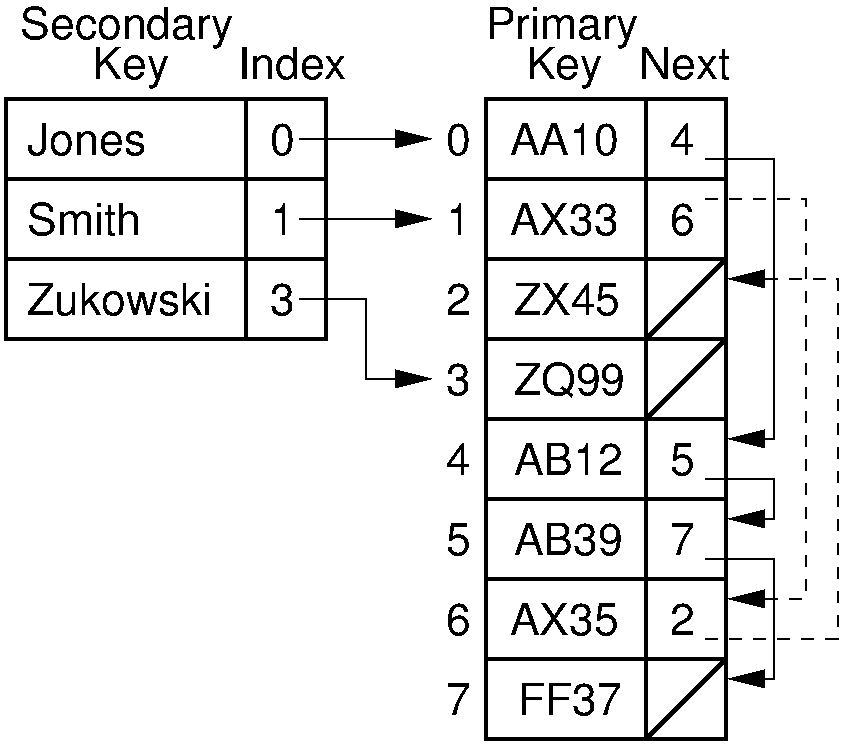 Secondary Key Index
Jones 0
Smith 1
Zukowski 3
Primary Key Next
0 AA10 4
1 AX33 6
2 ZX45
3 ZQ99
4 AB12 5
5 AB39 7
6 AX35 2
7 FF37